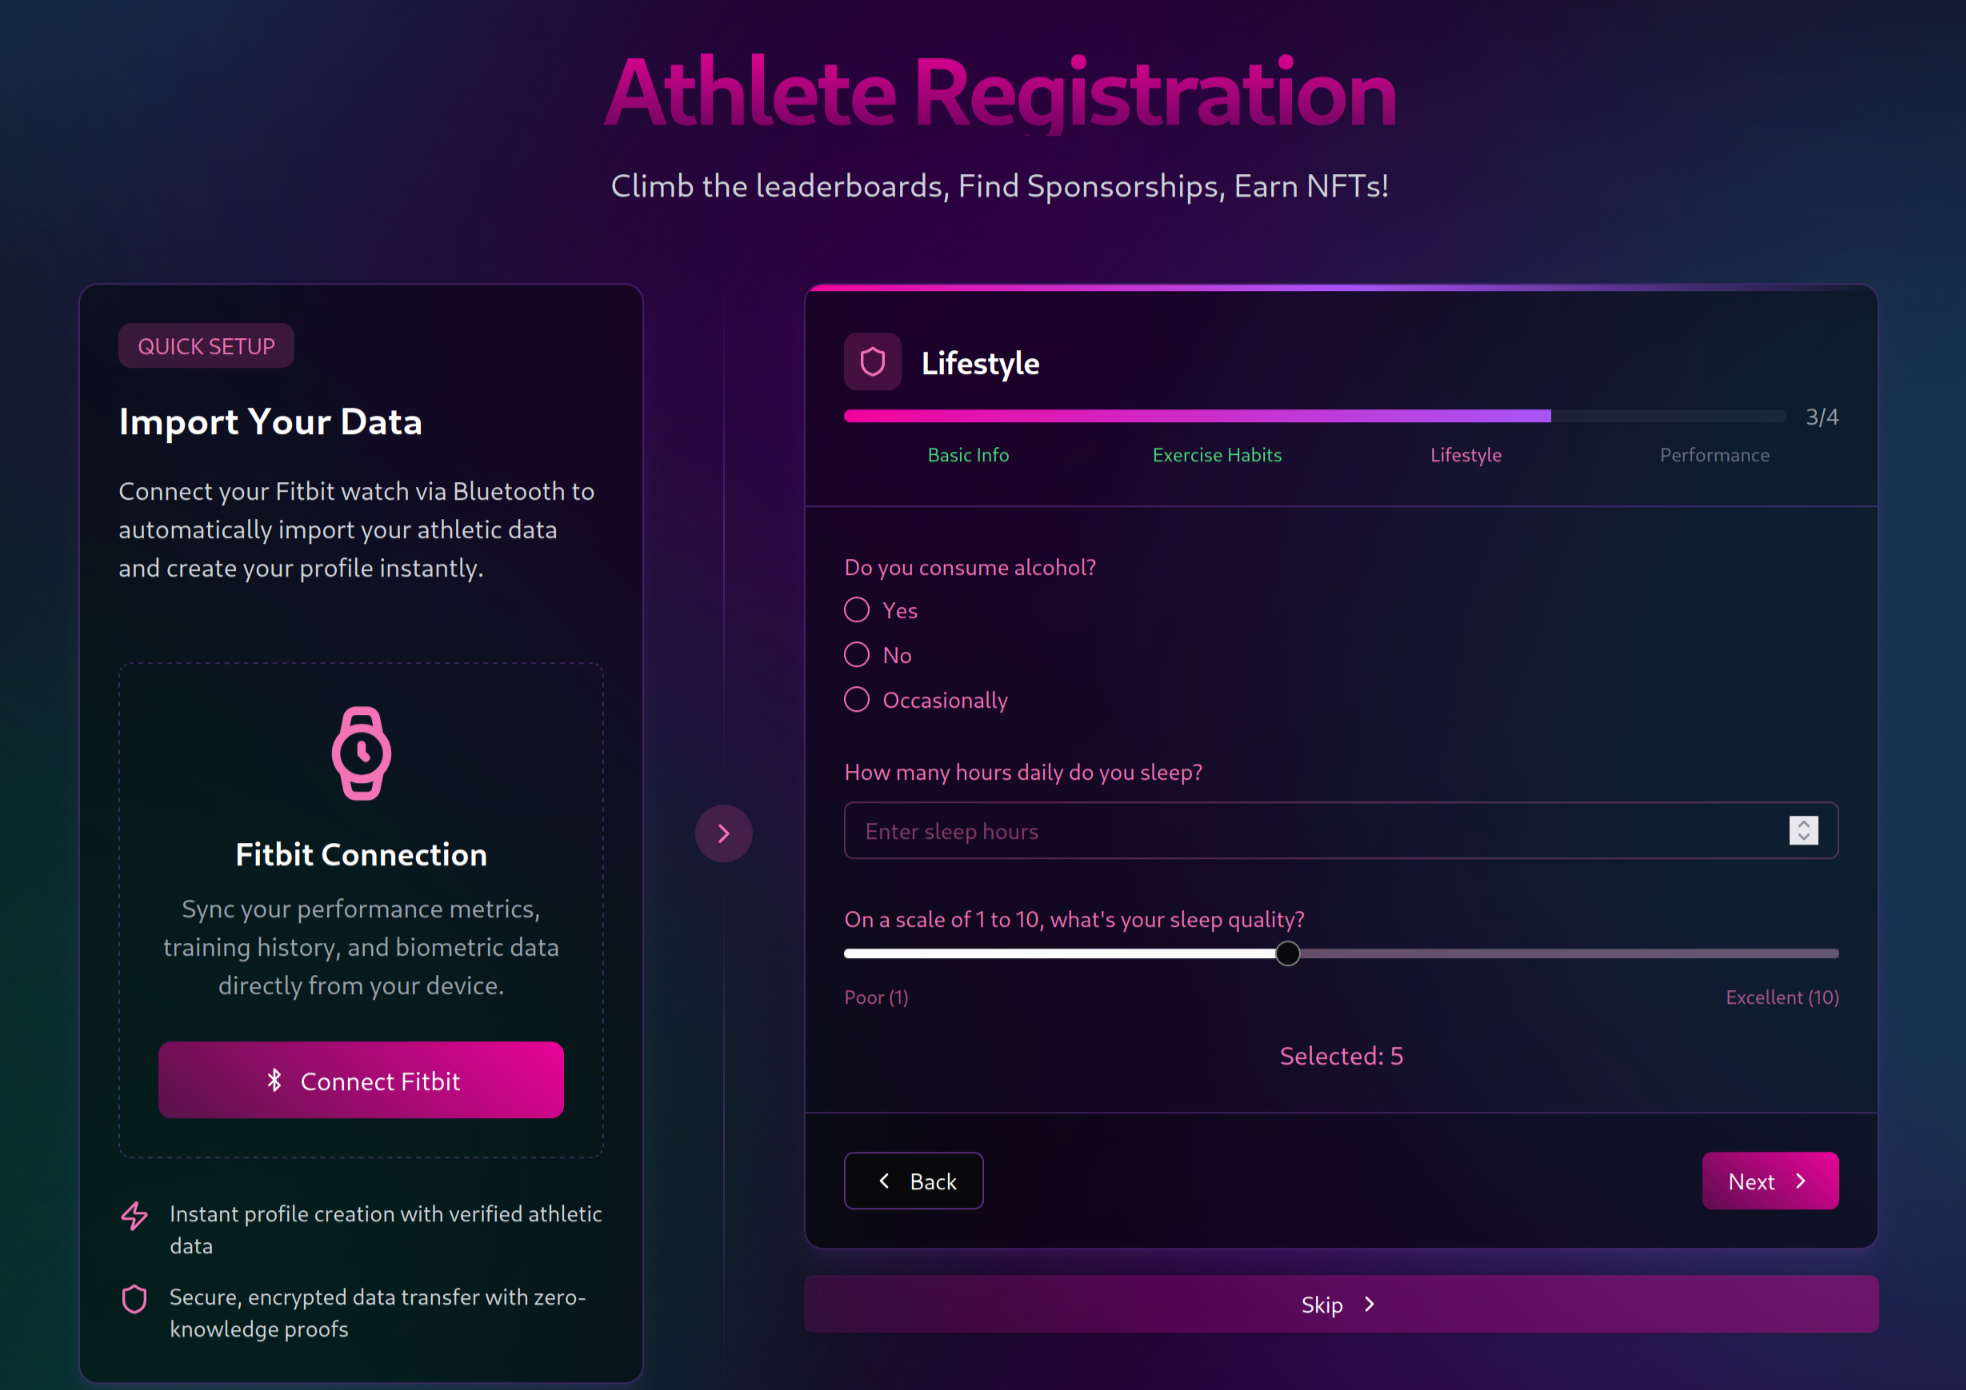 Athlete Registration
Climb the leaderboards, Find Sponsorships, Earn NFTs!
QUICK SETUP
Import Your Data
Connect your Fitbit watch via Bluetooth to
automatically import your athletic data
and create your profile instantly.
Fitbit Connection
Sync your performance metrics,
training history, and biometric data
directly from your device.
Connect Fitbit
Instant profile creation with verified athletic
data
Secure, encrypted data transfer with zero-
knowledge proofs
Lifestyle
3/4
Basic Info Exercise Habits Lifestyle Performance
Do you consume alcohol?
Yes
No
Occasionally
How many hours daily do you sleep?
Enter sleep hours
On a scale of 1 to 10, what's your sleep quality?
Poor (1) Excellent (10)
Selected: 5
Back Next
Skip